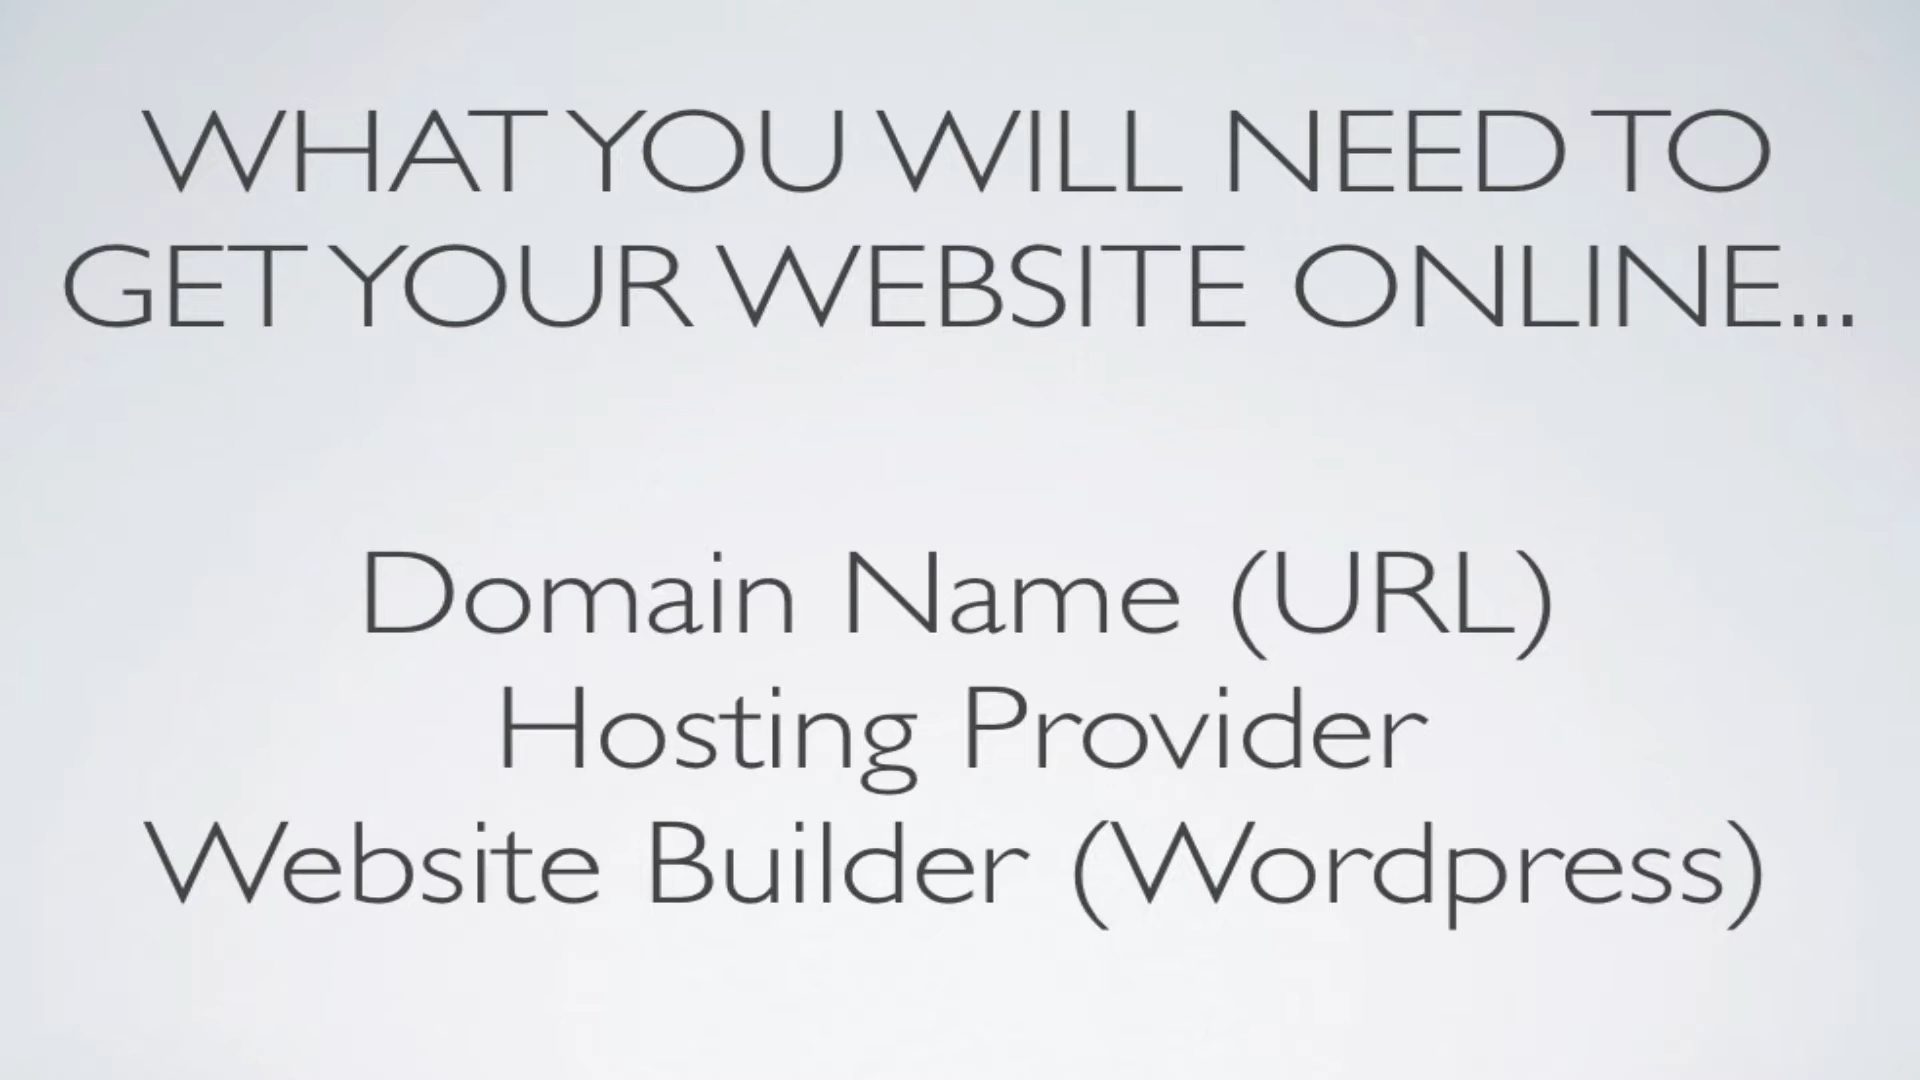 WHAT YOU WILL NEED TO
GET YOUR WEBSITE ONLINE...
Domain Name (URL)
Hosting Provider
Website Builder (Wordpress)